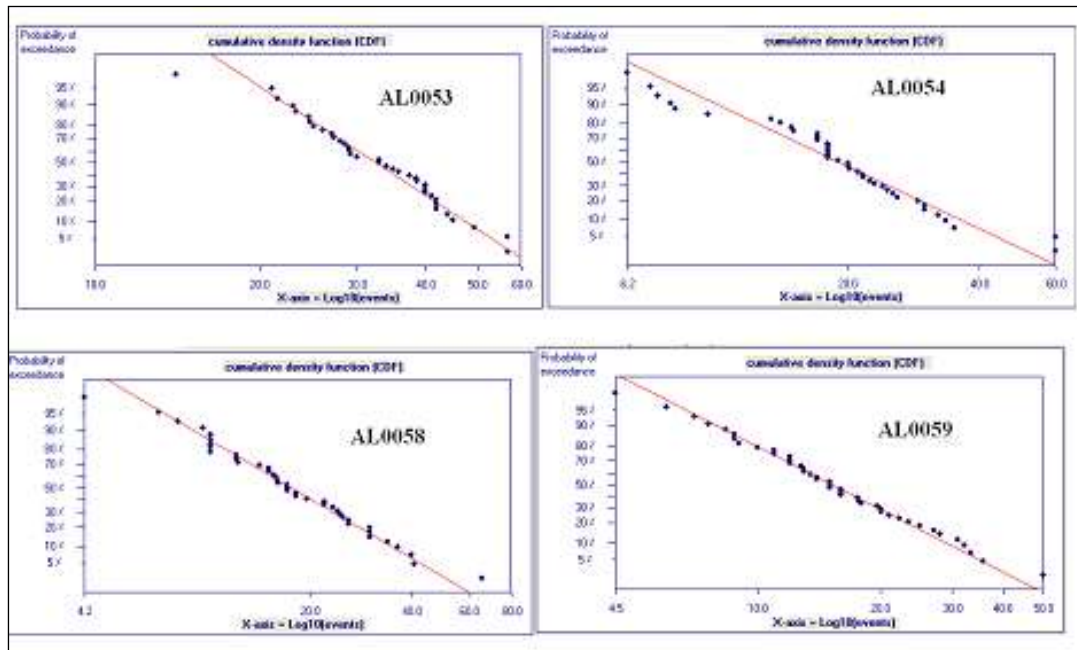 Probability of
exceedance
cumulative density function (CDF)
AL0053
95 %
90 %
80 %
70 %
50 %
30 %
20 %
10 %
5 %
20.0
30.0
40.0
50.0
60.0
X-axis = Log10(events)
Probability of
exceedance
cumulative density function (CDF)
AL0054
95 %
90 %
80 %
70 %
50 %
30 %
20 %
10 %
5 %
6.2
20.0
40.0
60.0
X-axis = Log10(events)
Probability of
exceedance
cumulative density function (CDF)
AL0058
95 %
90 %
80 %
70 %
50 %
30 %
20 %
10 %
5 %
20.0
40.0
60.0
80.0
X-axis = Log10(events)
Probability of
exceedance
cumulative density function (CDF)
AL0059
95 %
90 %
80 %
70 %
50 %
30 %
20 %
10 %
5 %
4.5
10.0
20.0
30.0
50.0
X-axis = Log10(events)